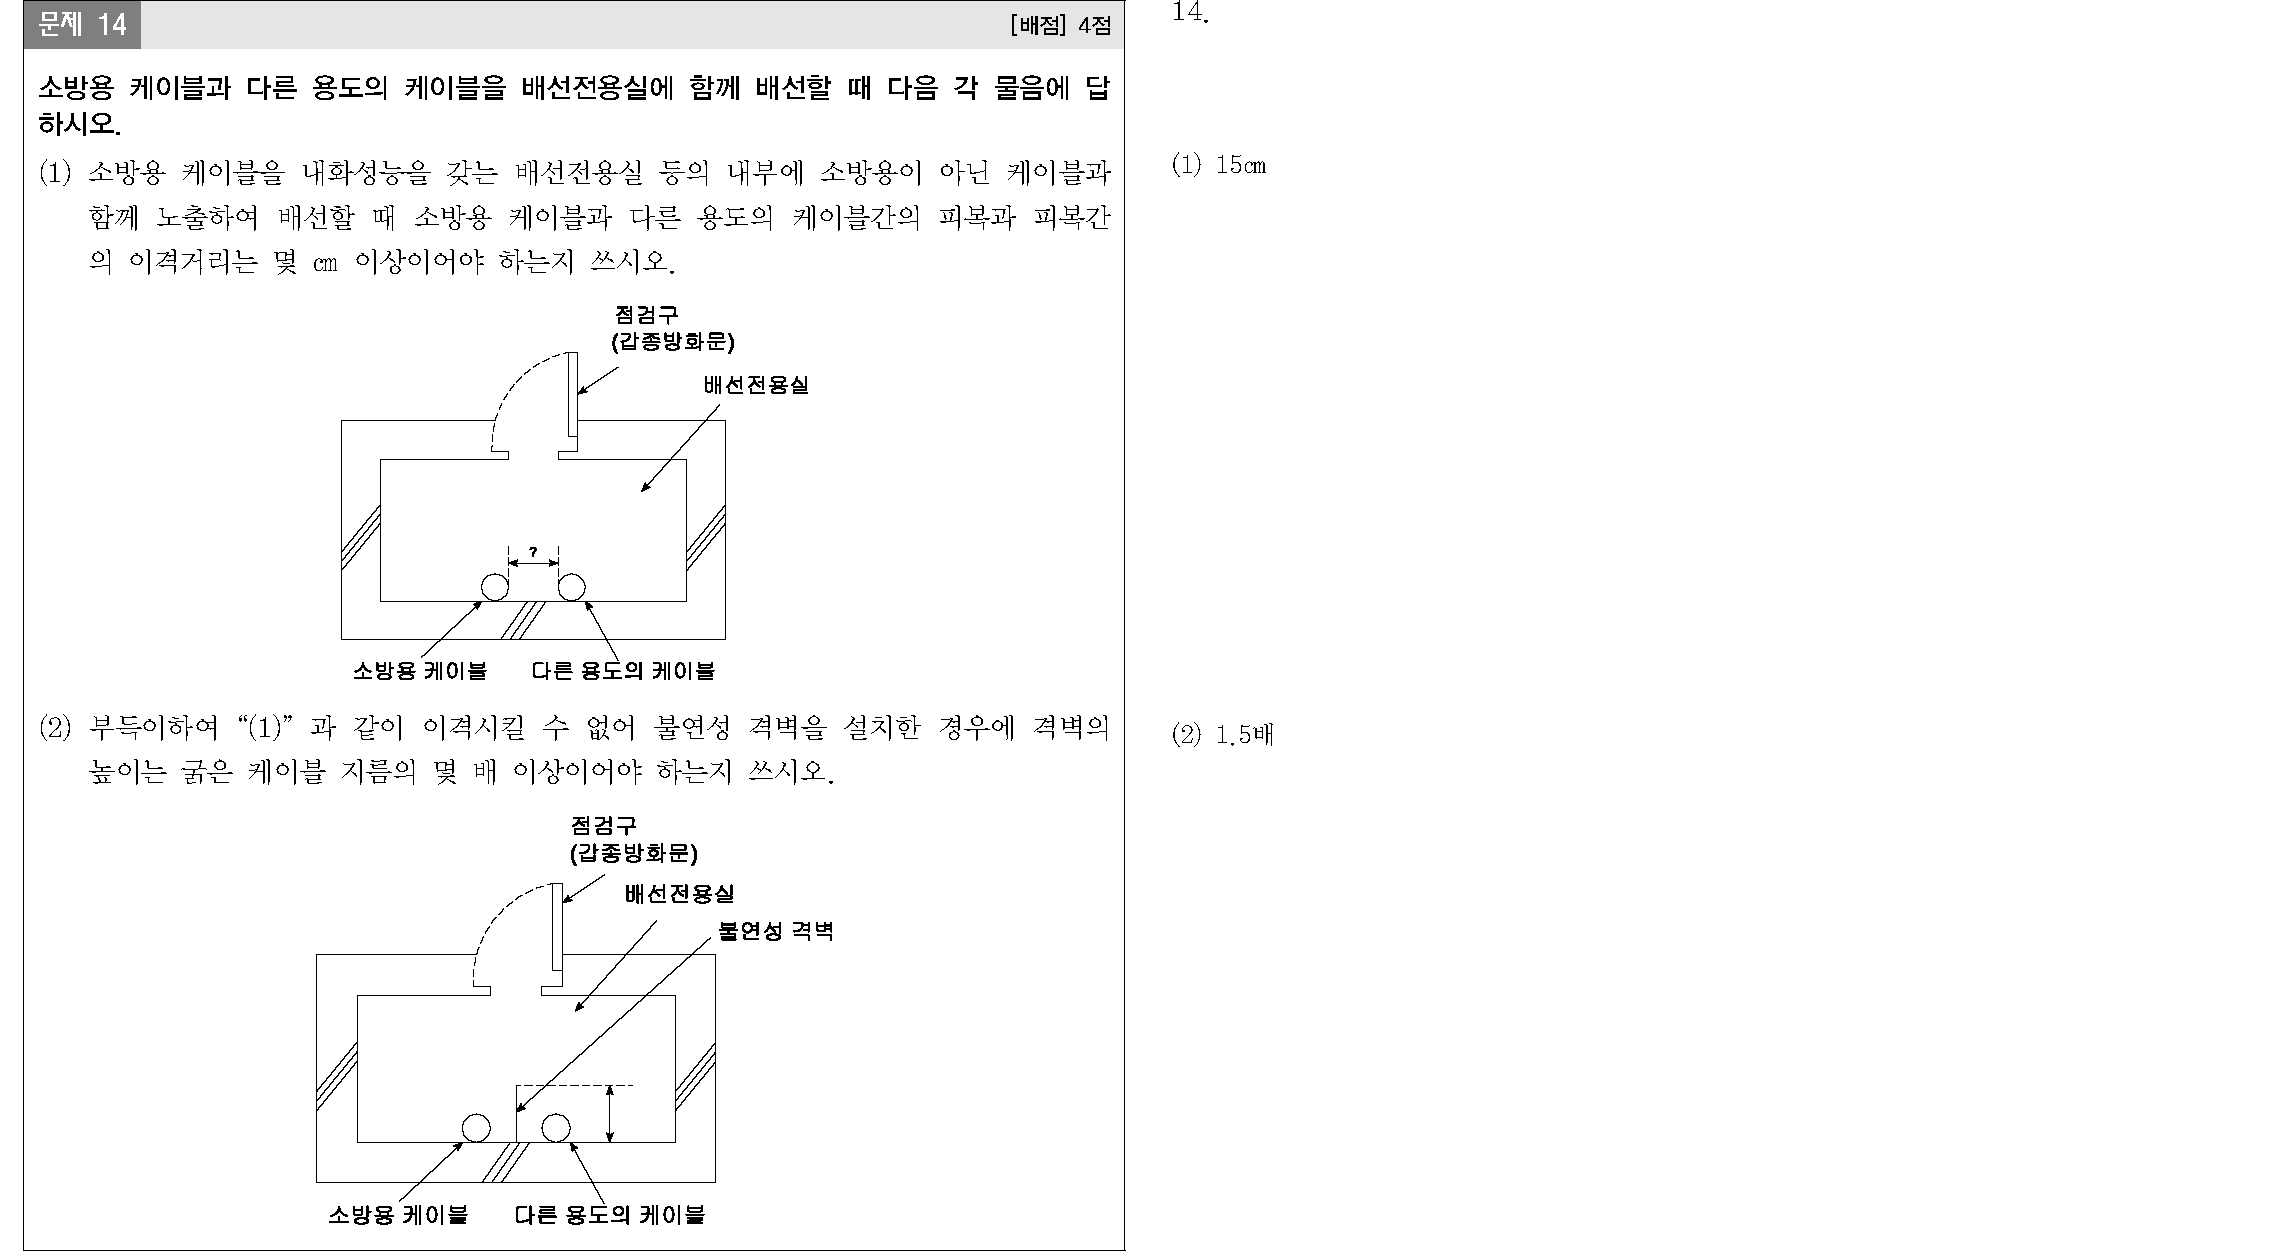 문제 14
[배점] 4점
소방용 케이블과 다른 용도의 케이블을 배선전용실에 함께 배선할 때 다음 각 물음에 답
하시오.
(1) 소방용 케이블을 내화성능을 갖는 배선전용실 등의 내부에 소방용이 아닌 케이블과
함께 노출하여 배선할 때 소방용 케이블과 다른 용도의 케이블간의 피복과 피복간
의 이격거리는 몇 ㎝ 이상이어야 하는지 쓰시오.
점검구
(갑종방화문)
배선전용실
?
소방용 케이블
다른 용도의 케이블
(2) 부득이하여 “(1)” 과 같이 이격시킬 수 없어 불연성 격벽을 설치한 경우에 격벽의
높이는 굵은 케이블 지름의 몇 배 이상이어야 하는지 쓰시오.
점검구
(갑종방화문)
배선전용실
불연성 격벽
소방용 케이블
다른 용도의 케이블
14.
(1) 15㎝
(2) 1.5배